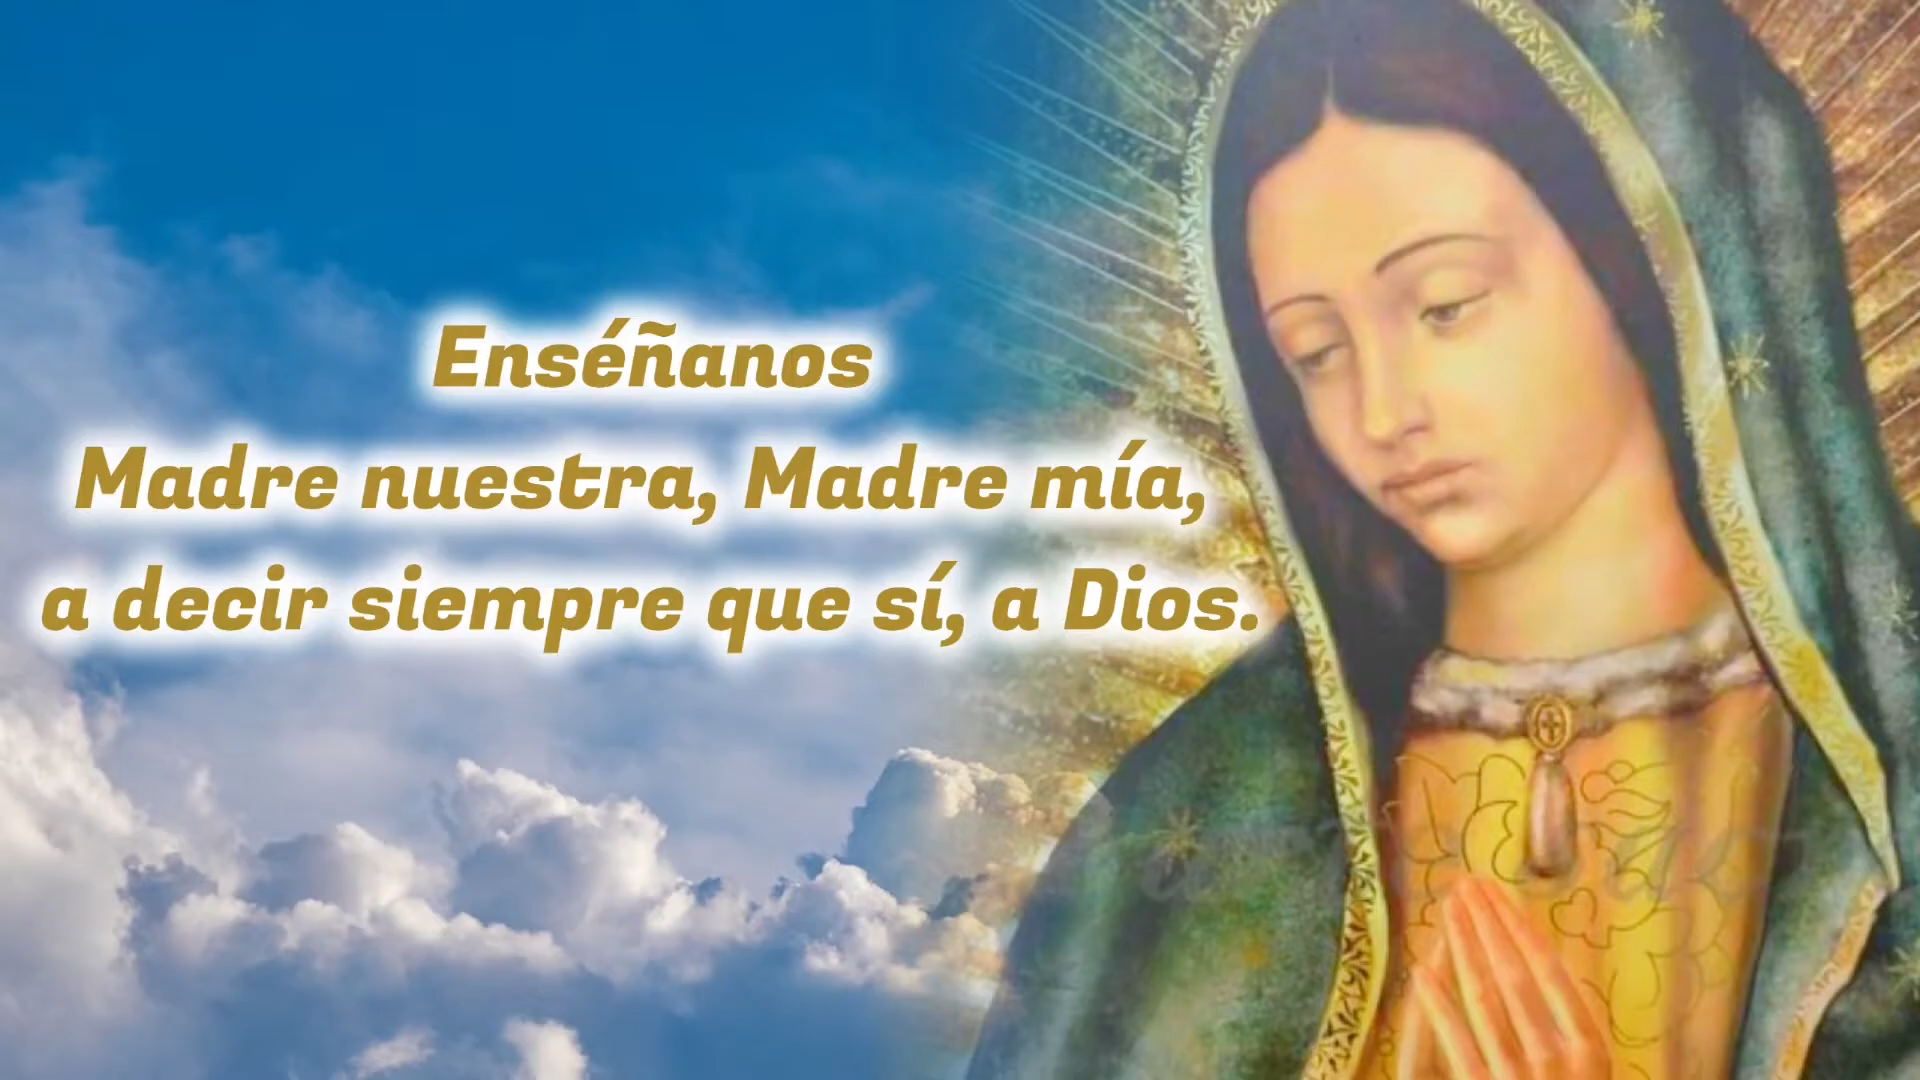 Enséñanos
Madre nuestra, Madre mía,
a decir siempre que sí, a Dios.